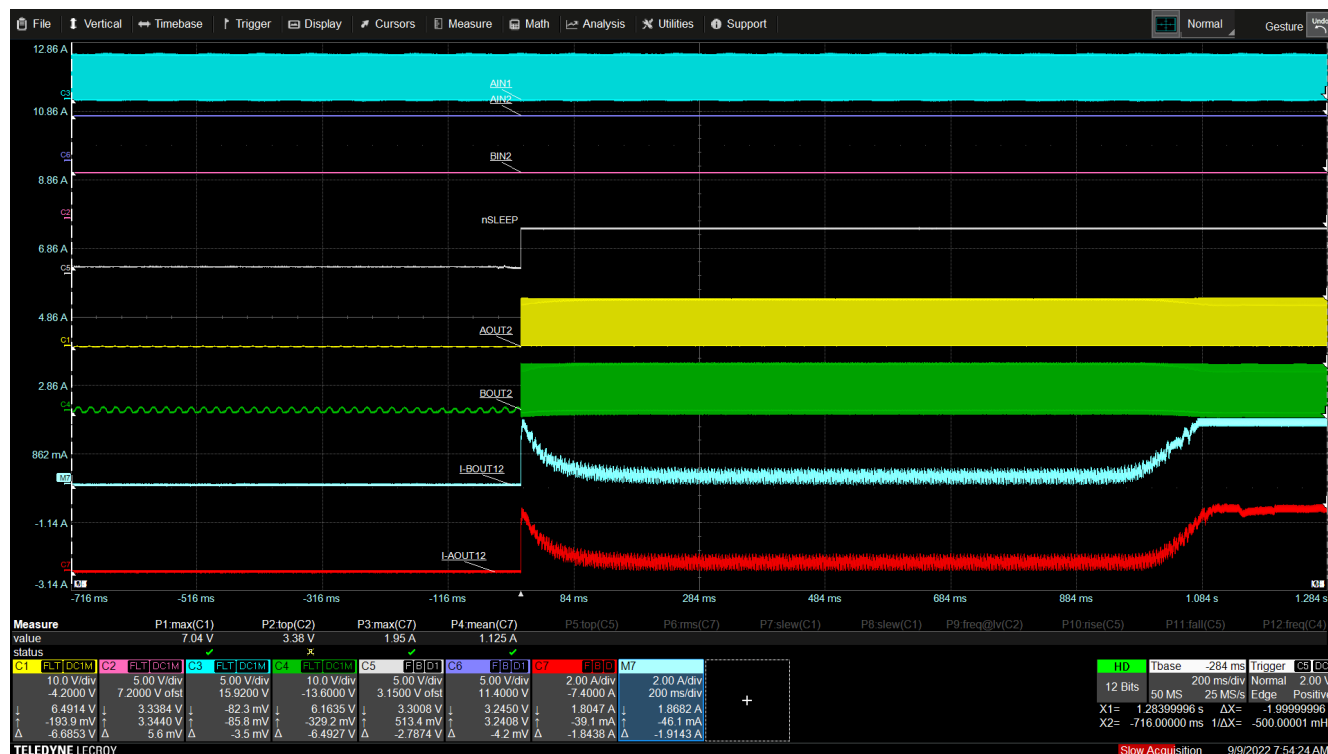 File Vertical Timebase Trigger Display Cursors Measure Math Analysis Utilities Support Normal Gesture Undo
12.86 A
C3
AIN1
AIN2
10.86 A
C6
BIN2
8.86 A
C2
nSLEEP
6.86 A
C5
4.86 A
AOUT2
C1
2.86 A
BOUT2
C4
862 mA
I-BOUT12
M7
-1.14 A
I-AOUT12
C7
-3.14 A
-716 ms -516 ms -316 ms -116 ms 84 ms 284 ms 484 ms 684 ms 884 ms 1.084 s 1.284 s
Measure P1:max(C1) P2:top(C2) P3:max(C7) P4:mean(C7) P5:top(C5) P6:rms(C7) P7:slew(C1) P8:slew(C1) P9:freq@lv(C2) P10:rise(C5) P11:fall(C5) P12:freq(C4)
value 7.04 V 3.38 V 1.95 A 1.125 A
status
C1 FLT DC1M C2 FLT DC1M C3 FLT DC1M C4 FLT DC1M C5 F B D1 C6 F B D1 C7 F B D M7 HD Tbase -284 ms Trigger C5 DC
10.0 V/div 5.00 V/div 5.00 V/div 10.0 V/div 5.00 V/div 5.00 V/div 2.00 A/div 2.00 A/div 12 Bits 200 ms/div Normal 2.00 V
-4.2000 V 7.2000 V ofst 15.9200 V -13.6000 V 3.1500 V ofst 11.4000 V -7.4000 A 200 ms/div 50 MS 25 MS/s Edge Positive
↓ 6.4914 V ↓ 3.3384 V ↓ -82.3 mV ↓ 6.1635 V ↓ 3.3008 V ↓ 3.2450 V ↓ 1.8047 A ↓ 1.8682 A X1= 1.28399996 s ΔX= -1.99999996
↑ -193.9 mV ↑ 3.3440 V ↑ -85.8 mV ↑ -329.2 mV ↑ 513.4 mV ↑ 3.2408 V ↑ -39.1 mA ↑ -46.1 mA X2= -716.00000 ms 1/ΔX= -500.00001 mH
Δ -6.6853 V Δ 5.6 mV Δ -3.5 mV Δ -6.4927 V Δ -2.7874 V Δ -4.2 mV Δ -1.8438 A Δ -1.9143 A
TELEDYNE LECROY Slow Acquisition 9/9/2022 7:54:24 AM